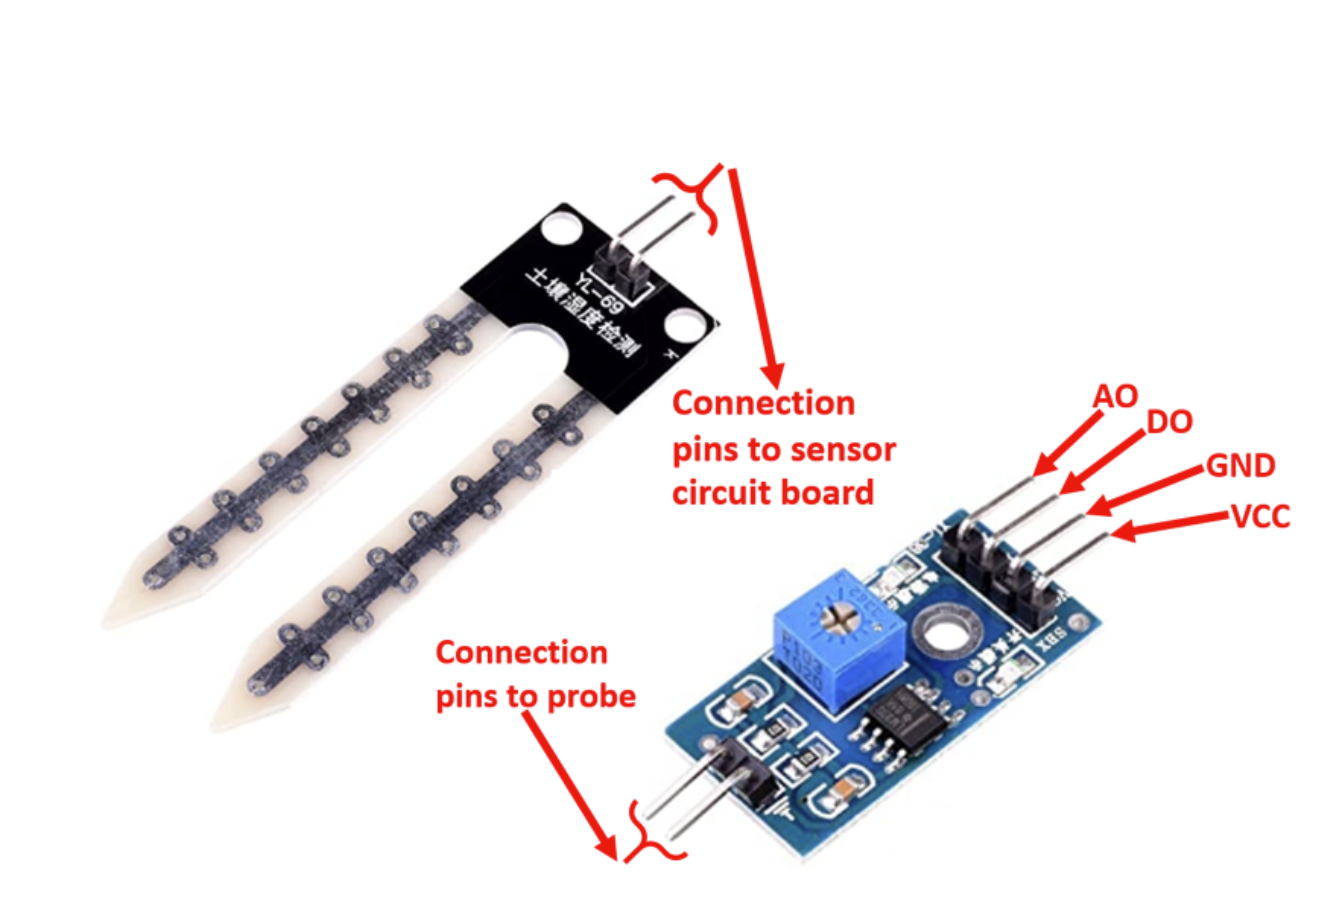 YL-69
土壤湿度检测
Connection
pins to sensor
circuit board
AO
DO
GND
VCC
Connection
pins to probe